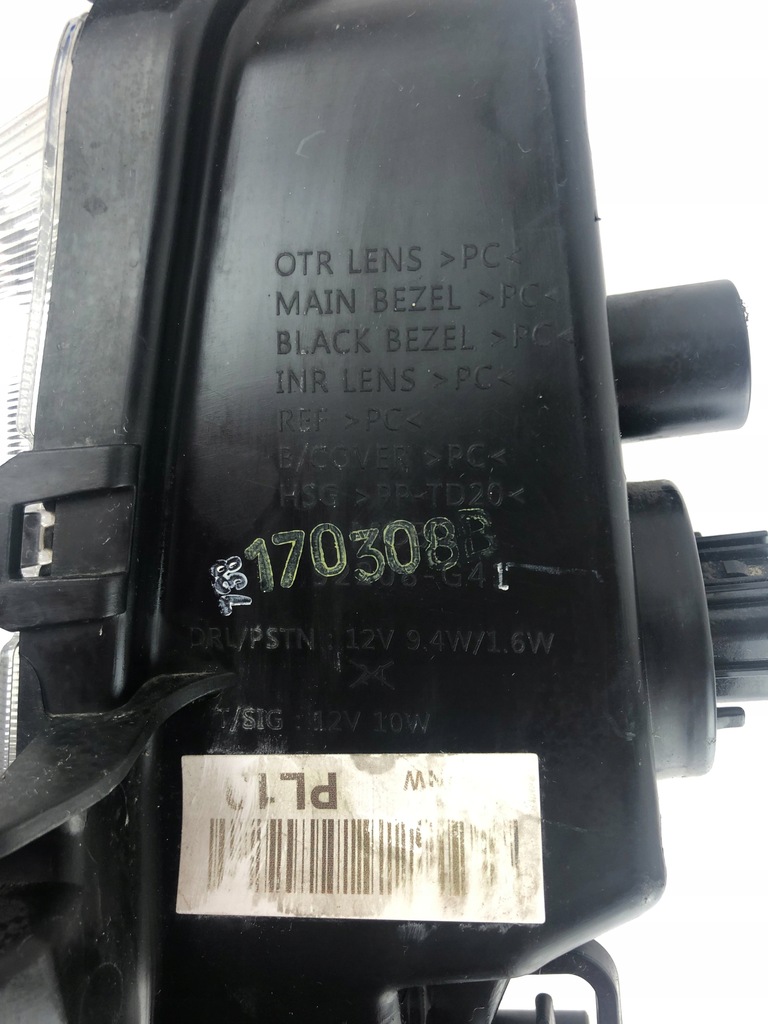 OTR LENS >PC<
MAIN BEZEL >PC<
BLACK BEZEL >PC<
INR LENS >PC<
REF >PC<
B/COVER >PC<
HSG >PP-TD20<
170308B
DRL/PSTN : 12V 9.4W/1.6W
T/SIG : 12V 10W